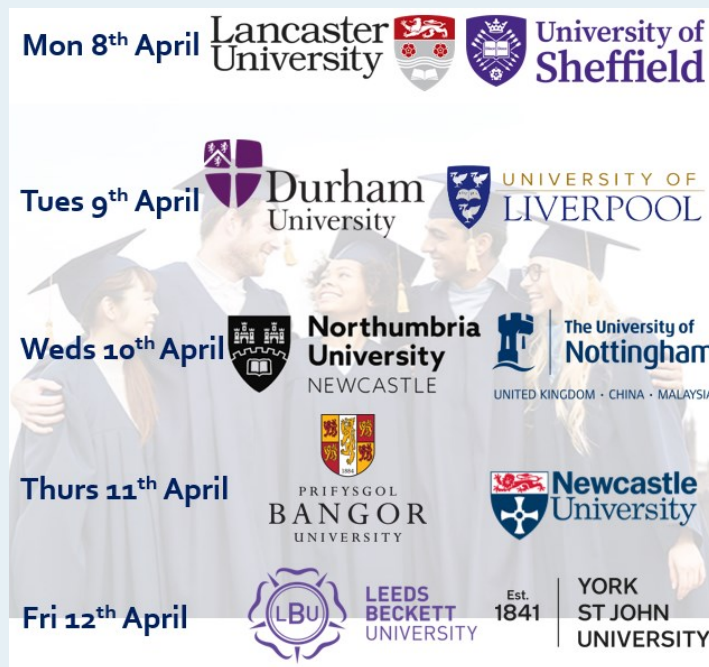 Mon 8th April
Lancaster
University
University of
Sheffield
Tues 9th April
Durham
University
UNIVERSITY OF
LIVERPOOL
Weds 10th April
Northumbria
University
NEWCASTLE
The University of
Nottingham
UNITED KINGDOM · CHINA · MALAYSIA
Thurs 11th April
1884
PRIFYSGOL
BANGOR
UNIVERSITY
Newcastle
University
Fri 12th April
LBU
LEEDS
BECKETT
UNIVERSITY
Est.
1841
YORK
ST JOHN
UNIVERSITY